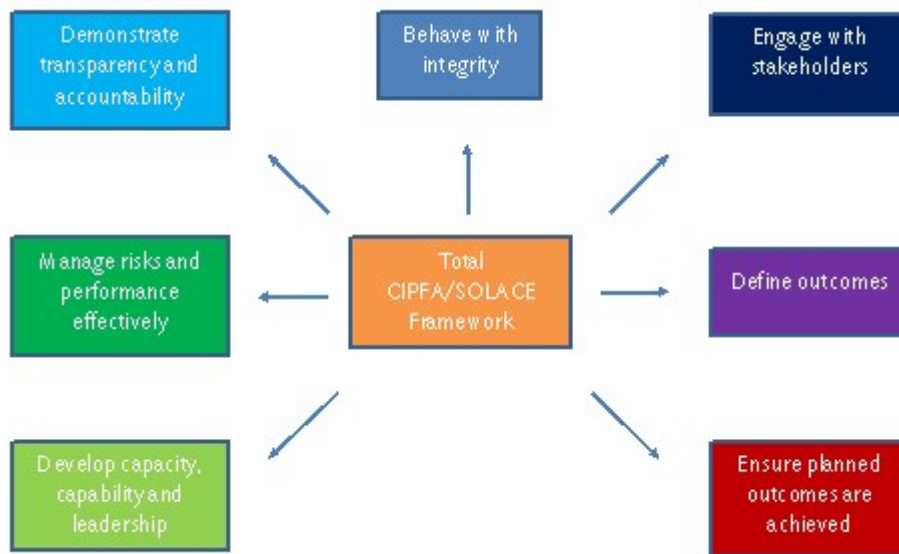 Demonstrate
transparency and
accountability
Behave with
integrity
Engage with
stakeholders
Manage risks and
performance
effectively
Total
CIPFA/SOLACE
Framework
Define outcomes
Develop capacity,
capability and
leadership
Ensure planned
outcomes are
achieved